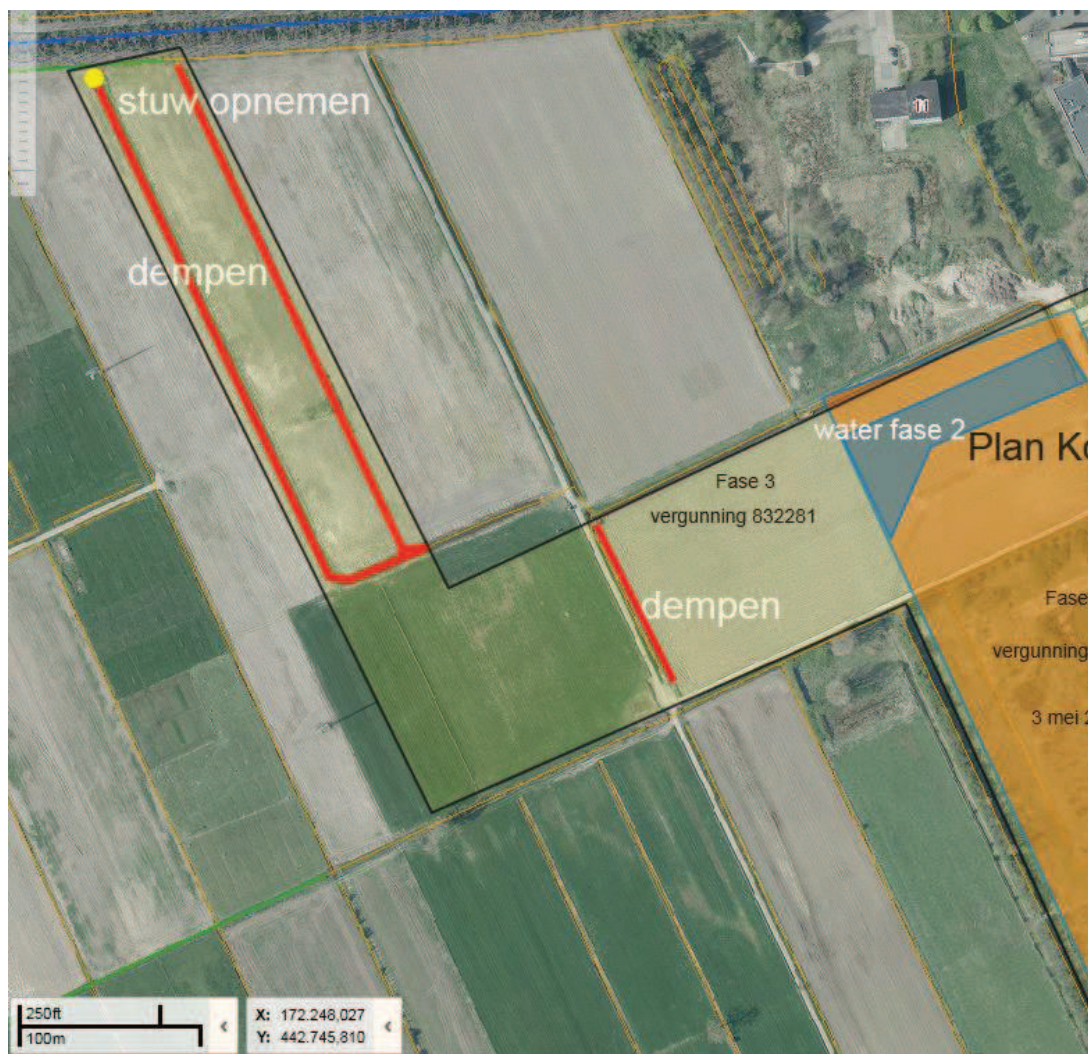 stuw opnemen
dempen
water fase 2
Plan Ko
Fase 3
vergunning 832281
dempen
Fase
vergunning
3 mei 2
250ft
100m
X: 172.248,027
Y: 442.745,810